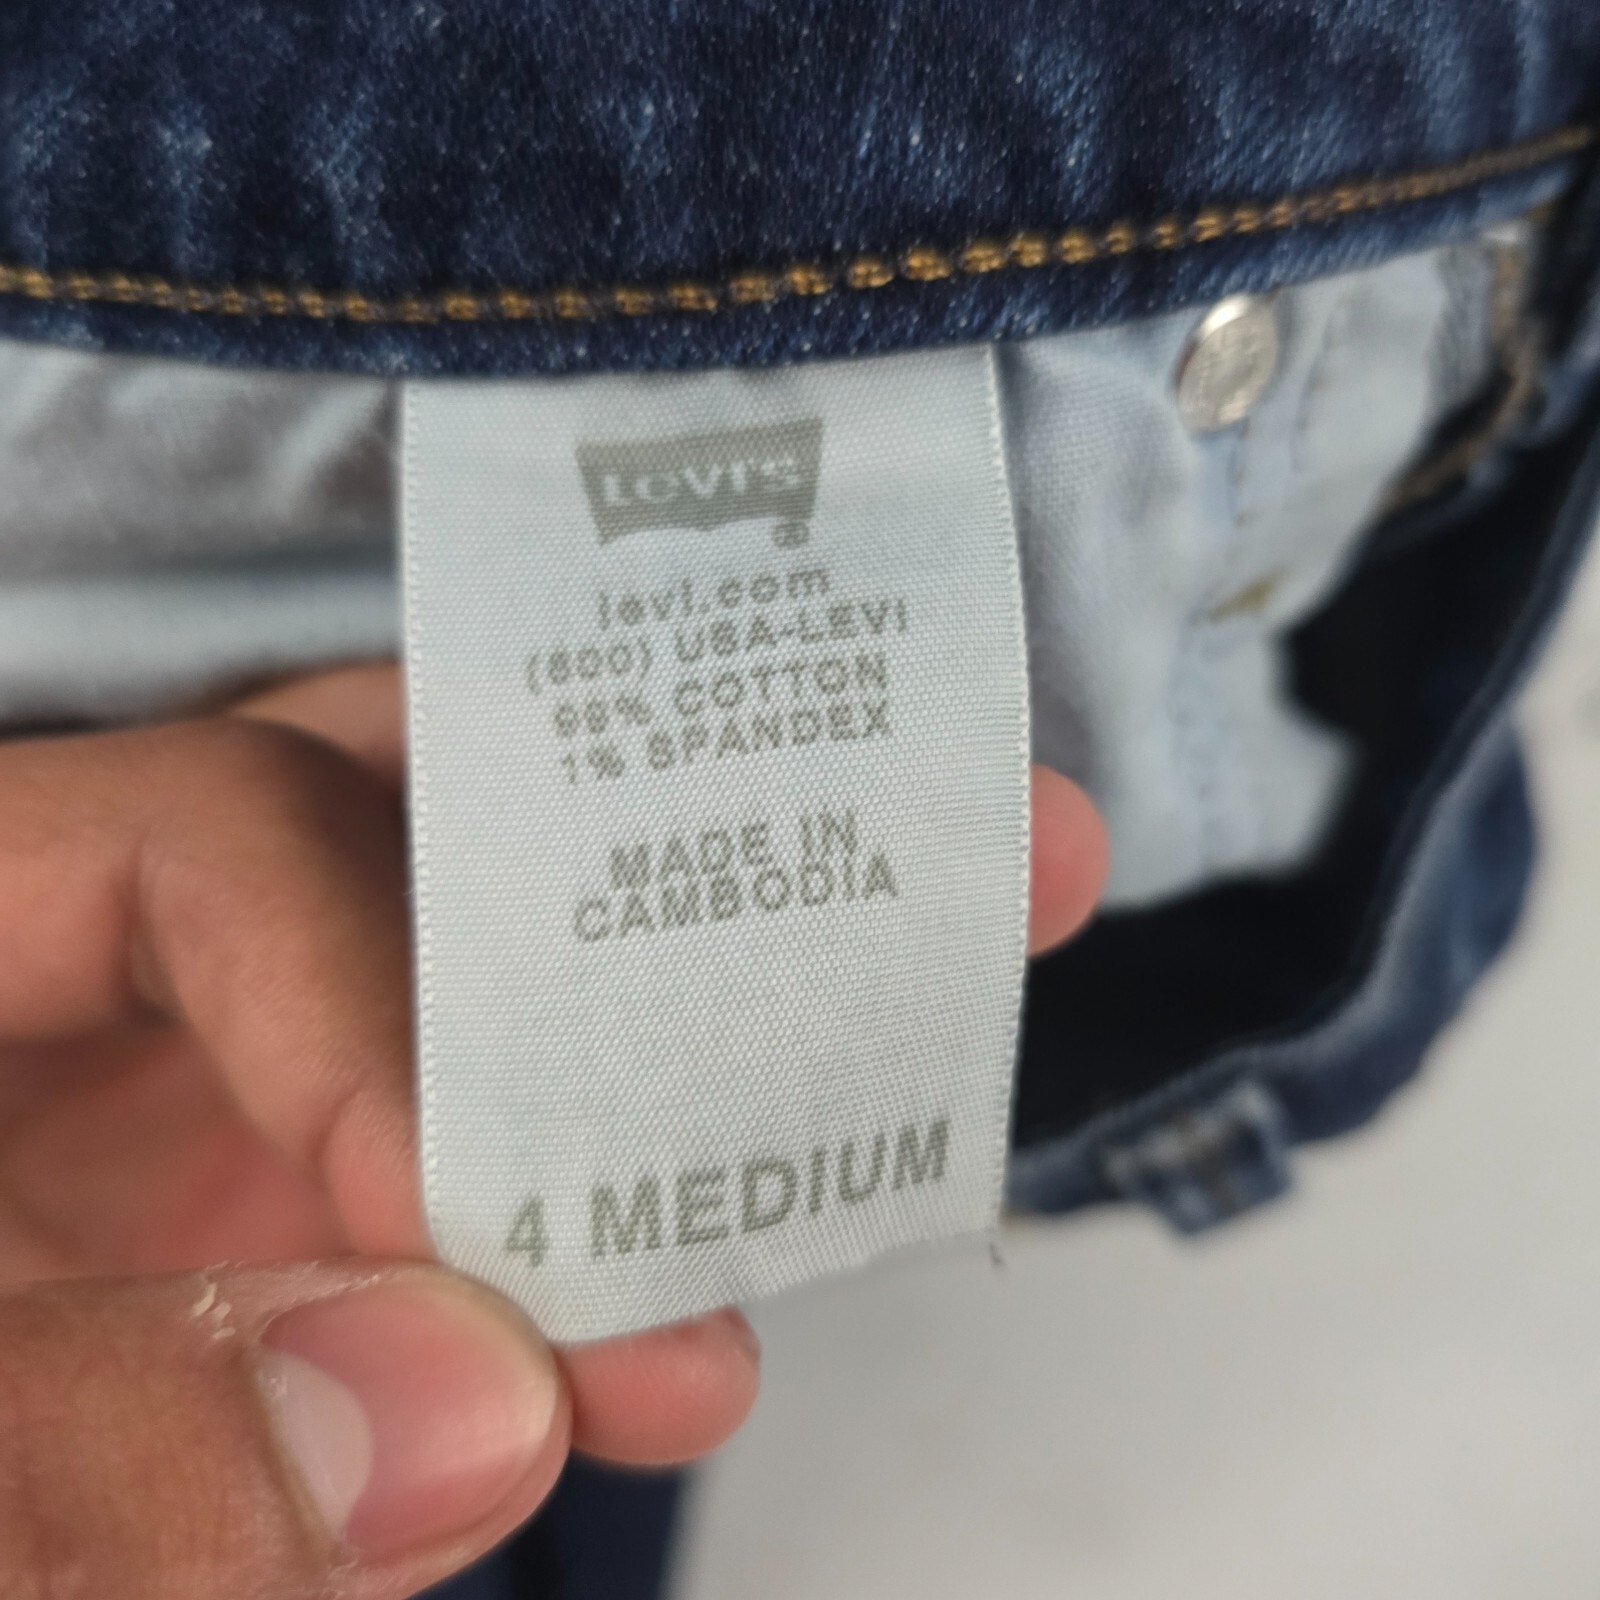 LEVI'S
®
levi.com
(800) USA-LEVI
99% COTTON
1% SPANDEX
MADE IN
CAMBODIA
4 MEDIUM